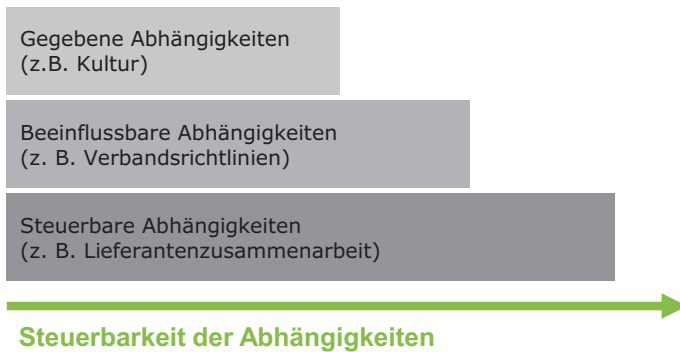 Gegebene Abhängigkeiten
(z.B. Kultur)
Beeinflussbare Abhängigkeiten
(z. B. Verbandsrichtlinien)
Steuerbare Abhängigkeiten
(z. B. Lieferantenzusammenarbeit)
Steuerbarkeit der Abhängigkeiten